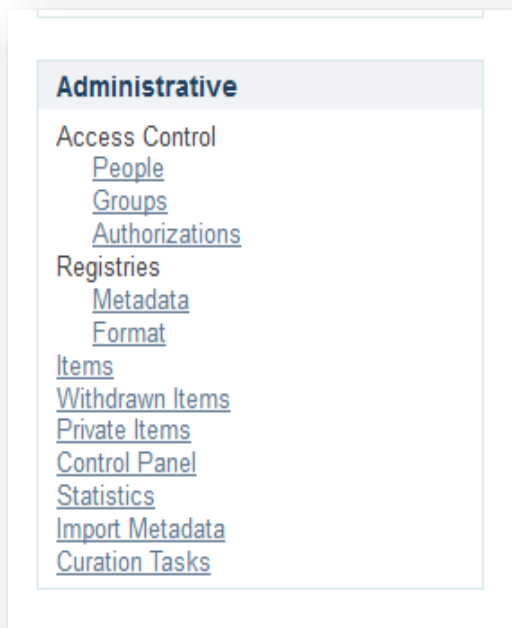 Administrative
Access Control
People
Groups
Authorizations
Registries
Metadata
Format
Items
Withdrawn Items
Private Items
Control Panel
Statistics
Import Metadata
Curation Tasks